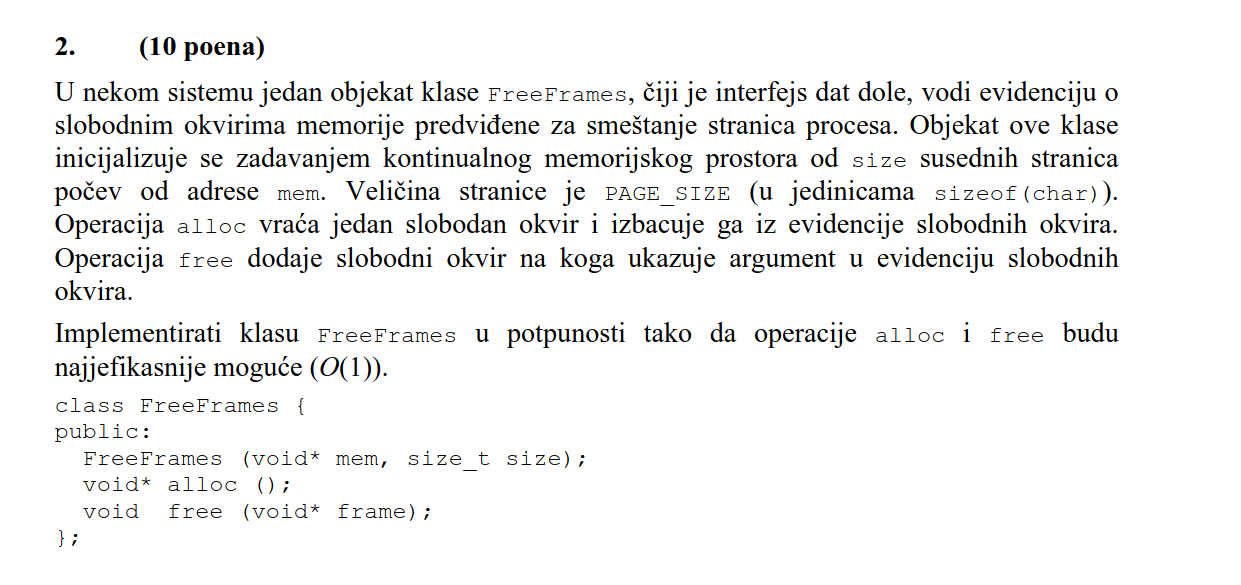 2. (10 poena)
U nekom sistemu jedan objekat klase FreeFrames, čiji je interfejs dat dole, vodi evidenciju o
slobodnim okvirima memorije predviđene za smeštanje stranica procesa. Objekat ove klase
inicijalizuje se zadavanjem kontinualnog memorijskog prostora od size susednih stranica
počev od adrese mem. Veličina stranice je PAGE_SIZE (u jedinicama sizeof(char)).
Operacija alloc vraća jedan slobodan okvir i izbacuje ga iz evidencije slobodnih okvira.
Operacija free dodaje slobodni okvir na koga ukazuje argument u evidenciju slobodnih
okvira.
Implementirati klasu FreeFrames u potpunosti tako da operacije alloc i free budu
najjefikasnije moguće (O(1)).
class FreeFrames {
public:
  FreeFrames (void* mem, size_t size);
  void* alloc ();
  void  free (void* frame);
};